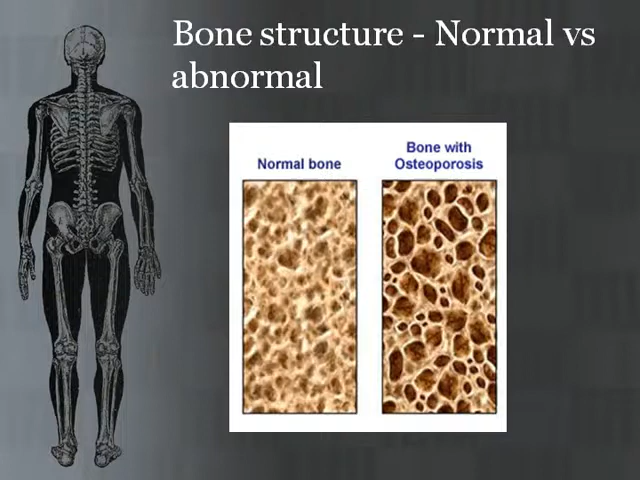 Bone structure - Normal vs
abnormal
Normal bone
Bone with
Osteoporosis